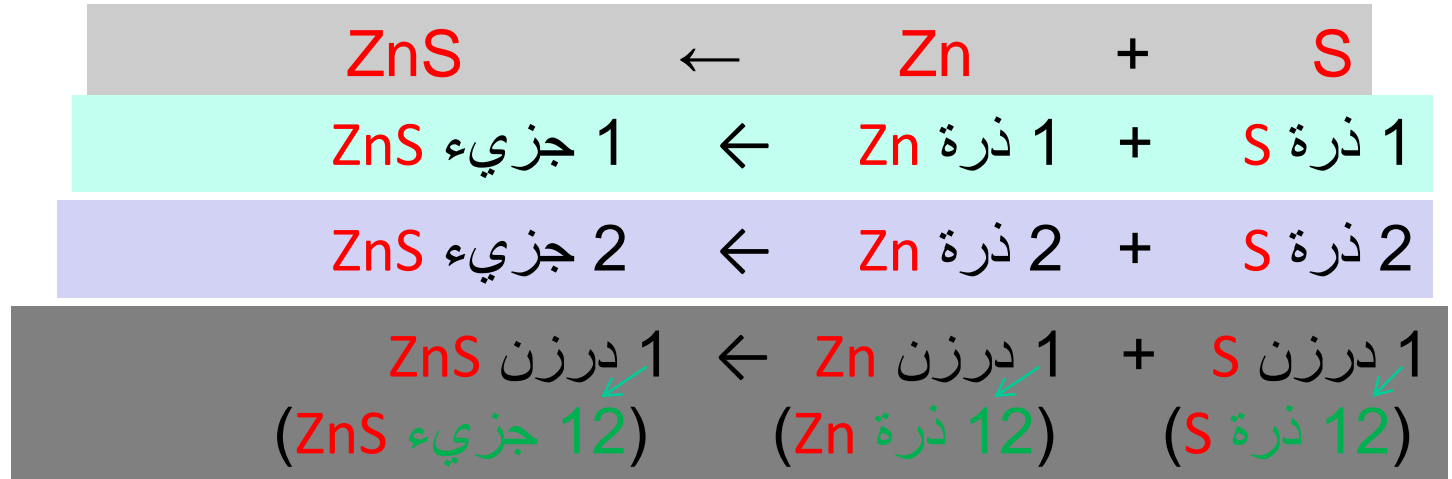 S + Zn ← ZnS
1 ذرة S + 1 ذرة Zn ← 1 جزيء ZnS
2 ذرة S + 2 ذرة Zn ← 2 جزيء ZnS
1 درزن S + 1 درزن Zn ← 1 درزن ZnS
(12 ذرة S) (12 ذرة Zn) (12 جزيء ZnS)